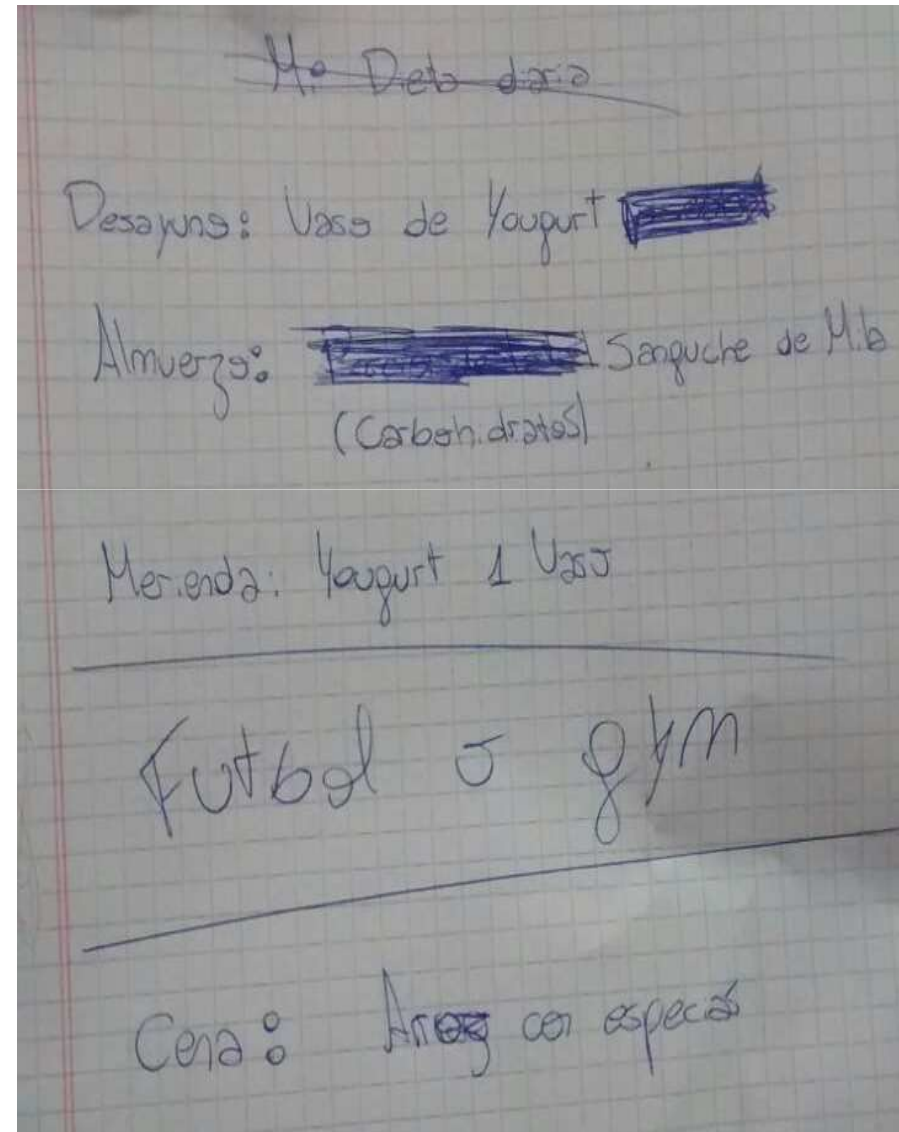 Mi Dieta diaria
Desayuno: Vaso de Yougurt
Almuerzo: Sanguche de Mila
(Carbohidratos)
Merienda: Yougurt 1 Vaso
Futbol o gym
Cena: Arroz con especias